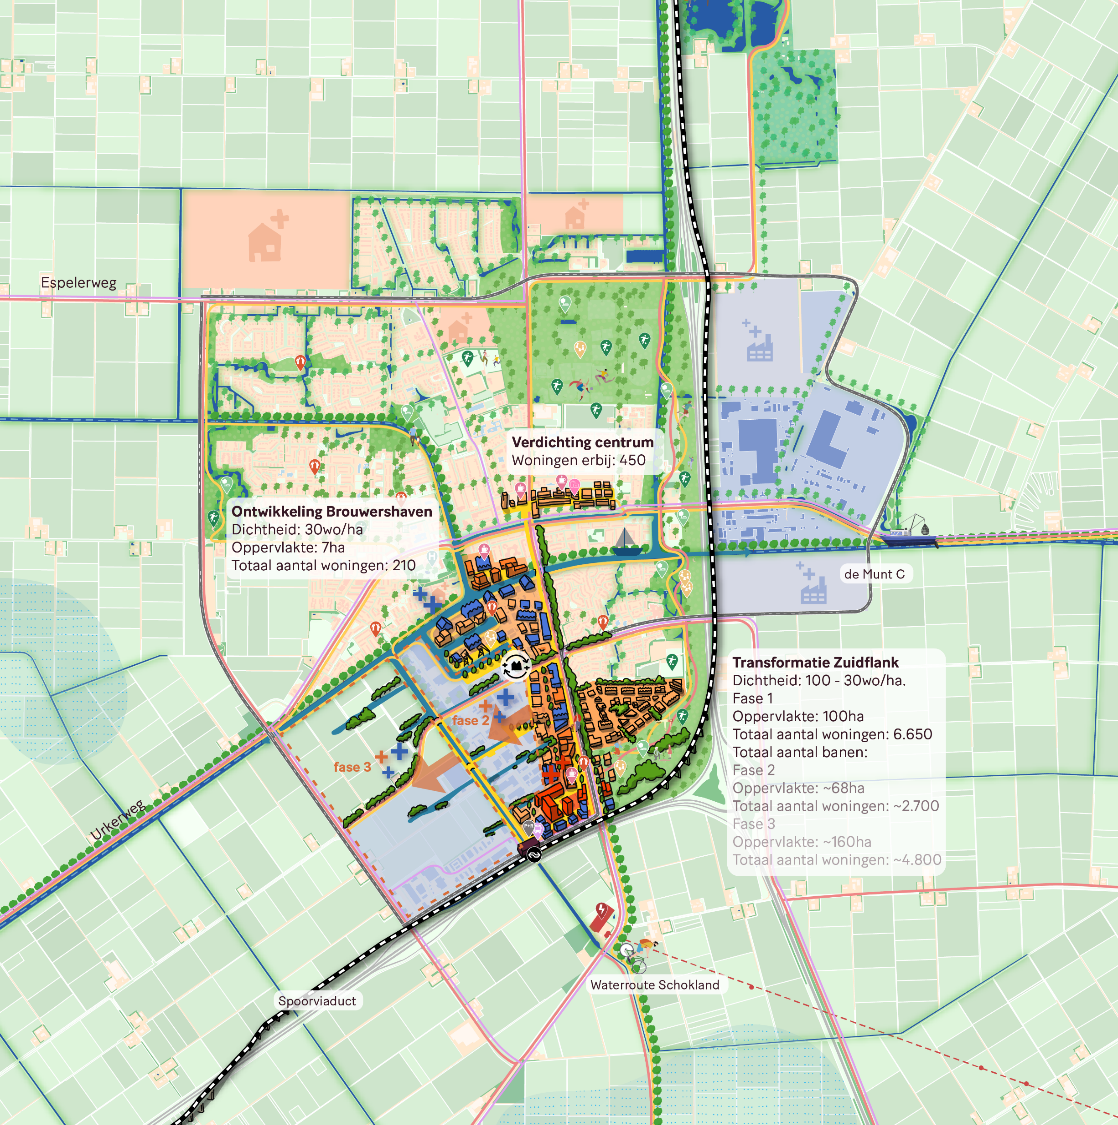 Espelerweg
Verdichting centrum
Woningen erbij: 450
Ontwikkeling Brouwershaven
Dichtheid: 30wo/ha
Oppervlakte: 7ha
Totaal aantal woningen: 210
de Munt C
Transformatie Zuidflank
Dichtheid: 100 - 30wo/ha.
Fase 1
Oppervlakte: 100ha
Totaal aantal woningen: 6.650
Totaal aantal banen:
Fase 2
Oppervlakte: ~68ha
Totaal aantal woningen: ~2.700
Fase 3
Oppervlakte: ~160ha
Totaal aantal woningen: ~4.800
fase 2
fase 3
Urkerweg
Waterroute Schokland
Spoorviaduct